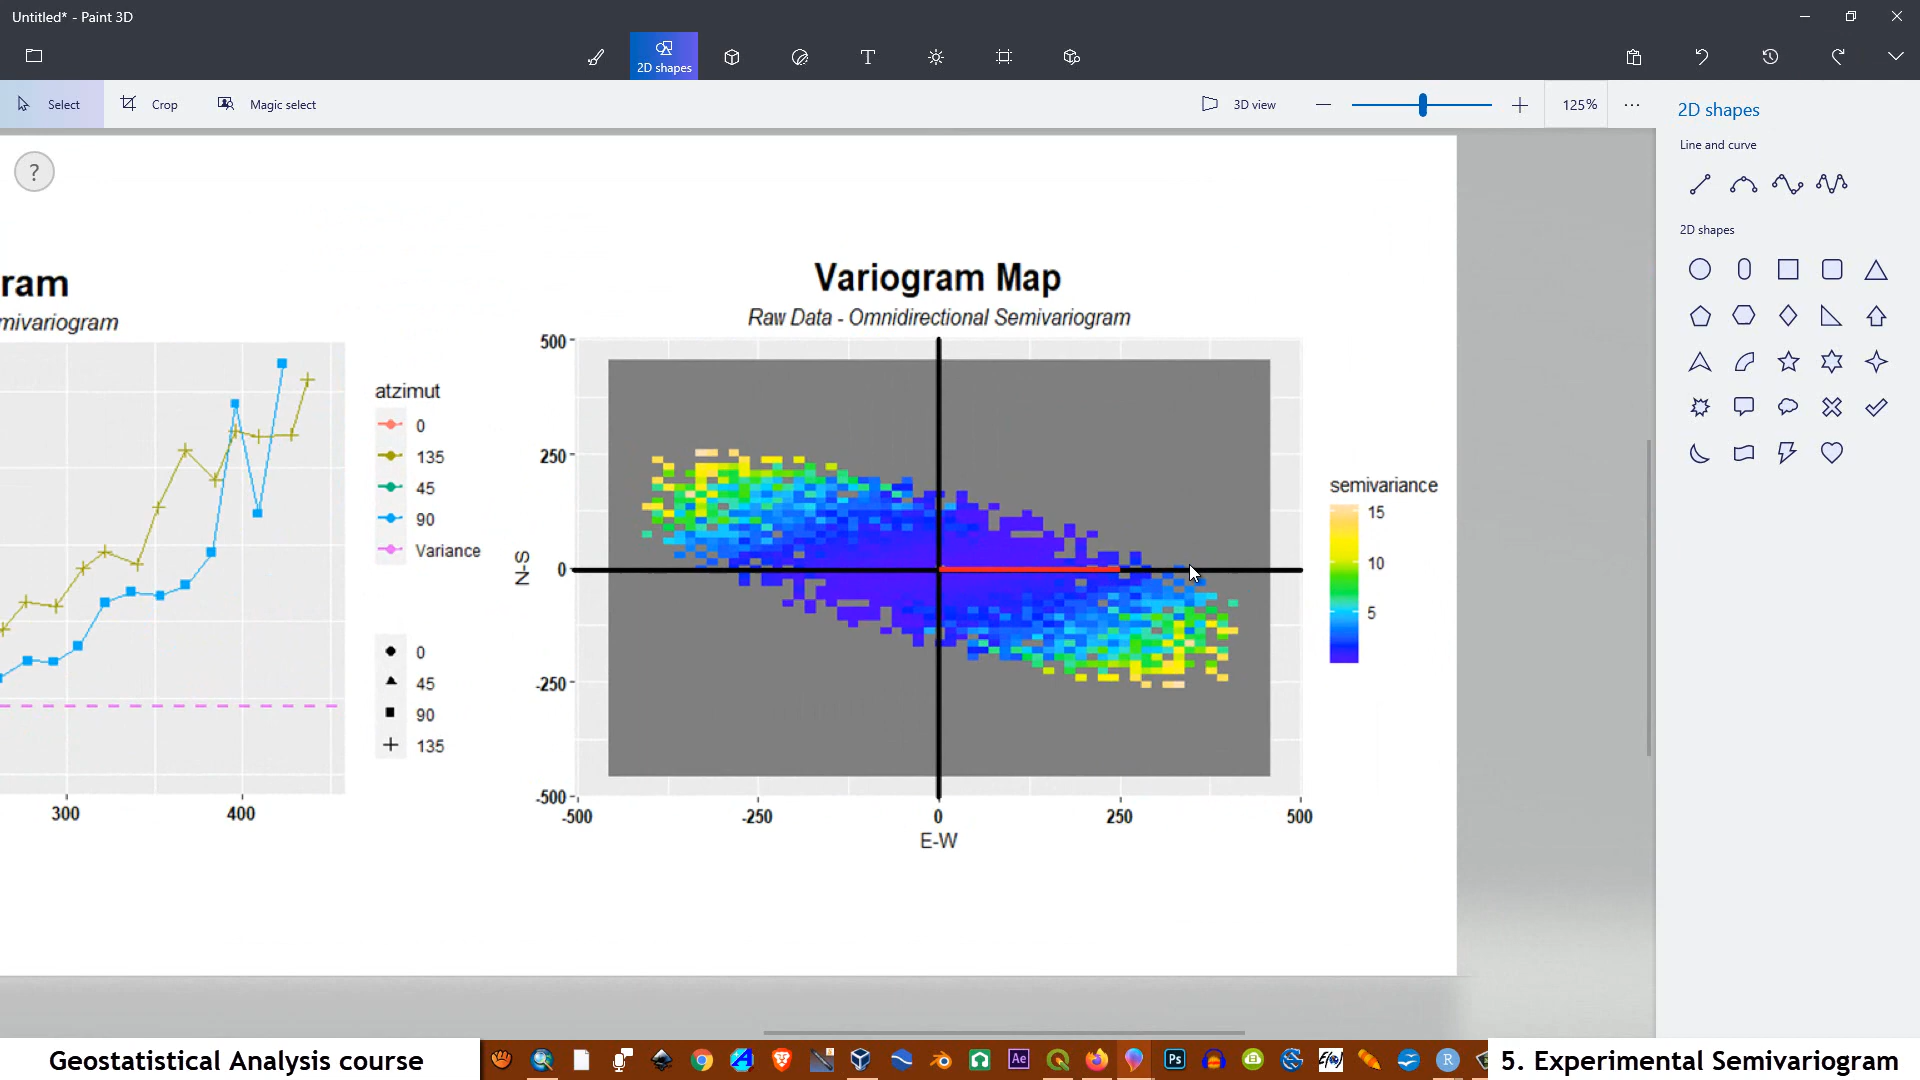 Untitled* - Paint 3D
2D shapes
Select
Crop
Magic select
3D view
125%
2D shapes
Line and curve
2D shapes
?
ram
mivariogram
atzimut
0
135
45
90
Variance
0
45
90
135
300
400
Variogram Map
Raw Data - Omnidirectional Semivariogram
500
250
0
-250
-500
N-S
-500
-250
0
250
500
E-W
semivariance
15
10
5
T
Ae
Ps
R
Geostatistical Analysis course
5. Experimental Semivariogram